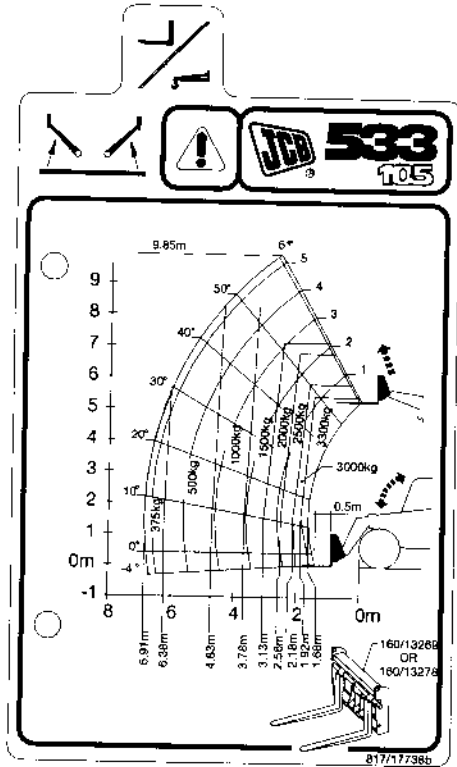 JCB 533
105
9.85m
6*
5
4
3
2
1
50°
40°
30°
20°
10°
0°
-4°
9
8
7
6
5
4
3
2
1
0m
-1
8
6
4
2
0m
375kg
500kg
1000kg
1500kg
2000kg
2500kg
3300kg
3000kg
0.5m
6.91m
6.38m
4.83m
3.78m
3.13m
2.56m
2.18m
1.92m
1.68m
160/13269
OR
160/13278
817/17738b